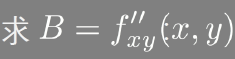 求 $B = f''_{xy}(x, y)$